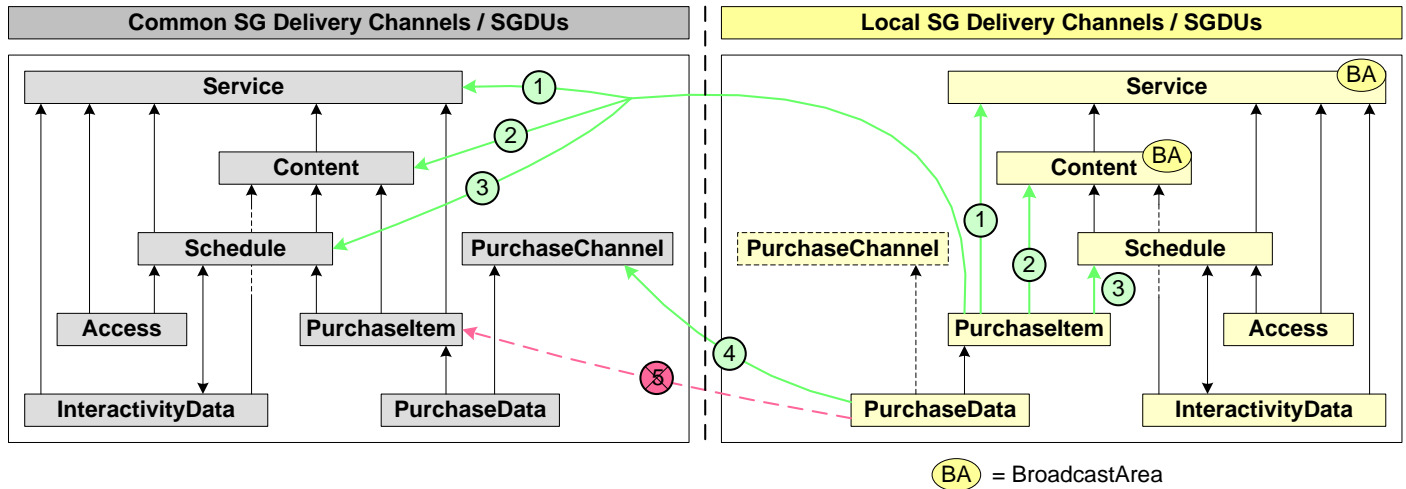 Common SG Delivery Channels / SGDUs
Local SG Delivery Channels / SGDUs
Service
1
2
Content
3
Schedule
PurchaseChannel
Access
PurchaseItem
4
5
InteractivityData
PurchaseData
BA
Service
BA
Content
1
PurchaseChannel
Schedule
2
3
PurchaseItem
Access
PurchaseData
InteractivityData
BA = BroadcastArea